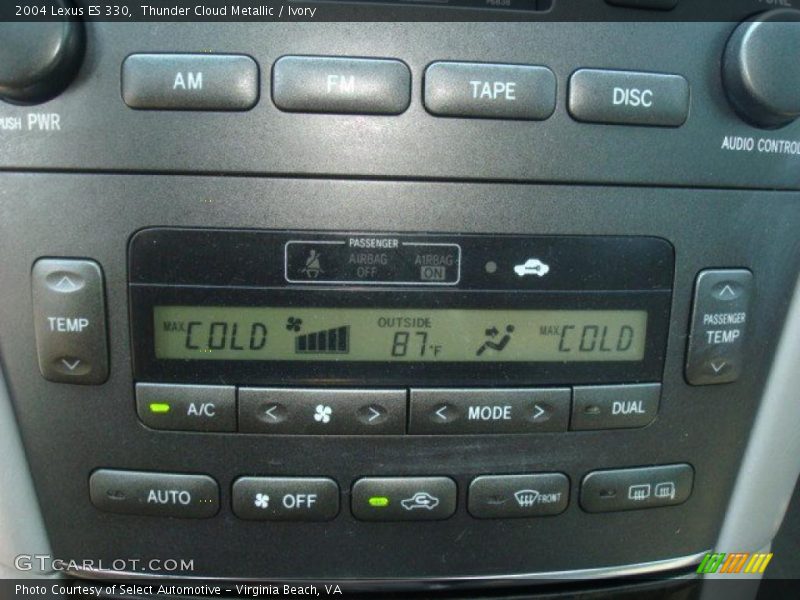 2004 Lexus ES 330, Thunder Cloud Metallic / Ivory
AM
FM
TAPE
DISC
PUSH PWR
AUDIO CONTROL
PASSENGER
AIRBAG OFF
AIRBAG ON
TEMP
PASSENGER TEMP
MAX COLD
OUTSIDE
87°F
MAX COLD
A/C
< >
< MODE >
DUAL
AUTO
OFF
FRONT
GTCARLOT.COM
Photo Courtesy of Select Automotive - Virginia Beach, VA